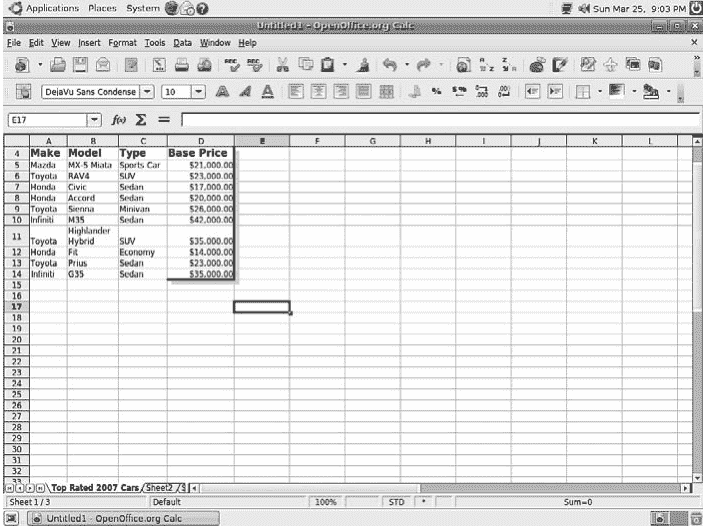 Applications Places System Sun Mar 25, 9:03 PM
Untitled1 - OpenOffice.org Calc
File Edit View Insert Format Tools Data Window Help
DejaVu Sans Condense 10
E17 f(x) Σ =
A B C D E F G H I J K L
4 Make Model Type Base Price
5 Mazda MX-5 Miata Sports Car $21,000.00
6 Toyota RAV4 SUV $23,000.00
7 Honda Civic Sedan $17,000.00
8 Honda Accord Sedan $20,000.00
9 Toyota Sienna Minivan $26,000.00
10 Infiniti M35 Sedan $42,000.00
11 Toyota Highlander Hybrid SUV $35,000.00
12 Honda Fit Economy $14,000.00
13 Toyota Prius Sedan $23,000.00
14 Infiniti G35 Sedan $35,000.00
15
16
17
18
19
20
21
22
23
24
25
26
27
28
29
30
31
32
33
Top Rated 2007 Cars Sheet2
Sheet 1 / 3 Default 100% STD * Sum=0
Untitled1 - OpenOffice.org Calc